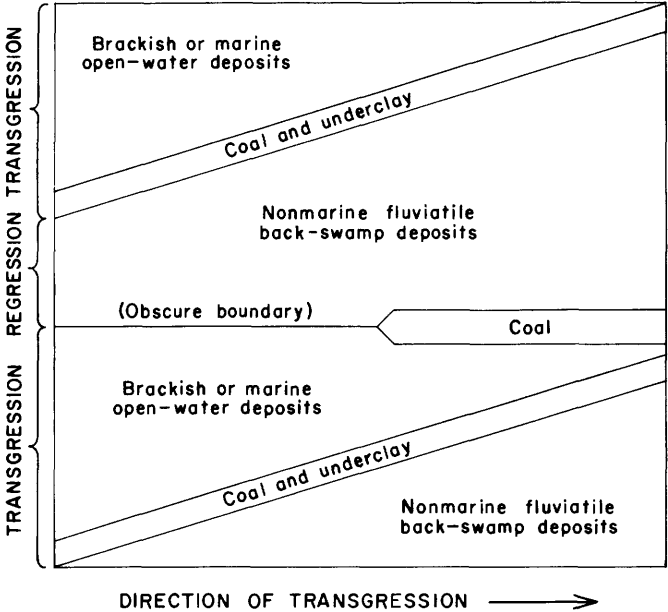 TRANSGRESSION
Brackish or marine
open-water deposits
Coal and underclay
REGRESSION
Nonmarine fluviatile
back-swamp deposits
(Obscure boundary)
Coal
TRANSGRESSION
Brackish or marine
open-water deposits
Coal and underclay
Nonmarine fluviatile
back-swamp deposits
DIRECTION OF TRANSGRESSION